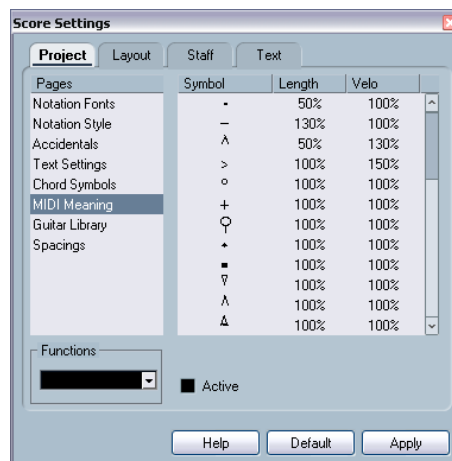 Score Settings
Project Layout Staff Text
Pages
Notation Fonts
Notation Style
Accidentals
Text Settings
Chord Symbols
MIDI Meaning
Guitar Library
Spacings
Symbol Length Velo
50% 100%
130% 100%
50% 130%
> 100% 150%
100% 100%
+ 100% 100%
100% 100%
100% 100%
100% 100%
100% 100%
100% 100%
100% 100%
Functions
Active
Help Default Apply